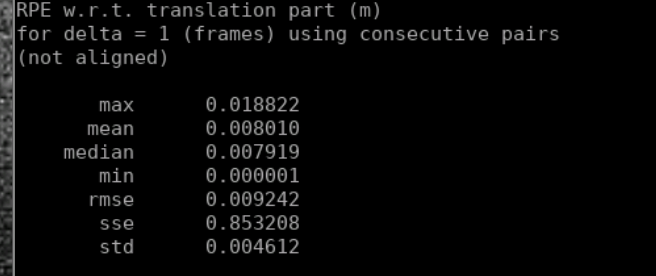 RPE w.r.t. translation part (m)
for delta = 1 (frames) using consecutive pairs
(not aligned)
max 0.018822
mean 0.008010
median 0.007919
min 0.000001
rmse 0.009242
sse 0.853208
std 0.004612